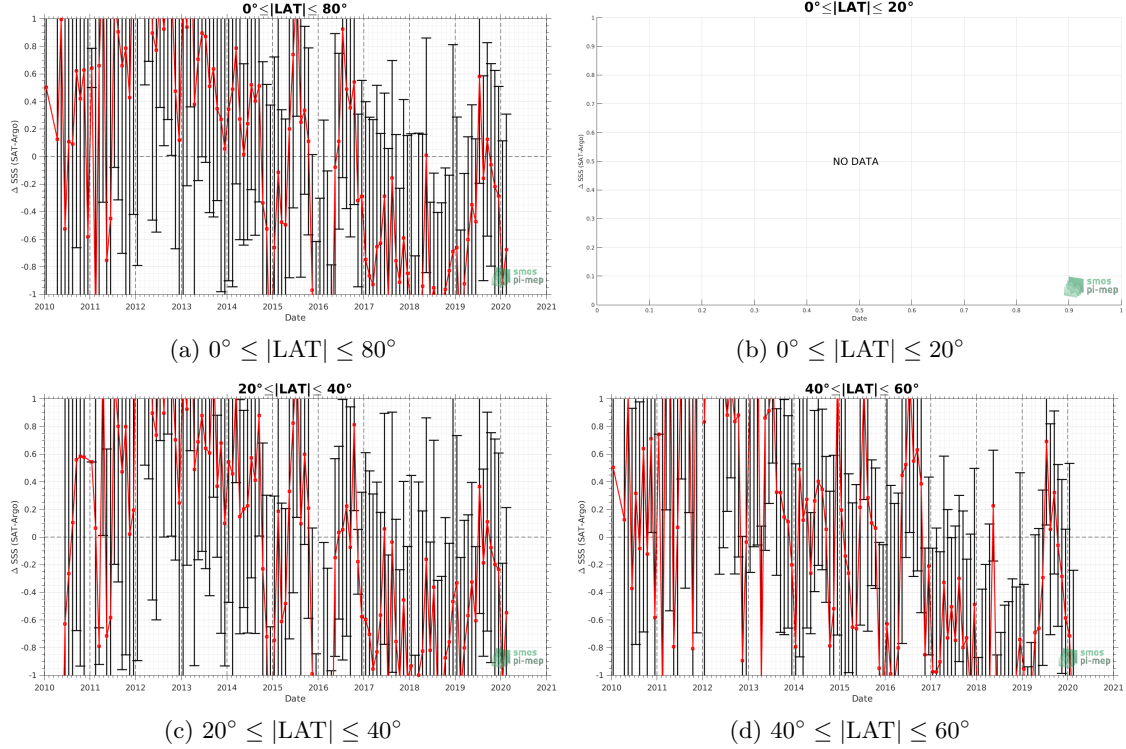 0°≤|LAT|≤ 80°
Δ SSS (SAT-Argo)
1
0.8
0.6
0.4
0.2
0
-0.2
-0.4
-0.6
-0.8
-1
2010 2011 2012 2013 2014 2015 2016 2017 2018 2019 2020 2021
Date
smos
pi-mep
(a) 0° ≤ |LAT| ≤ 80°
0°≤|LAT|≤ 20°
Δ SSS (SAT-Argo)
1
0.9
0.8
0.7
0.6
0.5
0.4
0.3
0.2
0.1
0
NO DATA
0 0.1 0.2 0.3 0.4 0.5 0.6 0.7 0.8 0.9 1
Date
smos
pi-mep
(b) 0° ≤ |LAT| ≤ 20°
20°≤|LAT|≤ 40°
Δ SSS (SAT-Argo)
1
0.8
0.6
0.4
0.2
0
-0.2
-0.4
-0.6
-0.8
-1
2010 2011 2012 2013 2014 2015 2016 2017 2018 2019 2020 2021
Date
smos
pi-mep
(c) 20° ≤ |LAT| ≤ 40°
40°≤|LAT|≤ 60°
Δ SSS (SAT-Argo)
1
0.8
0.6
0.4
0.2
0
-0.2
-0.4
-0.6
-0.8
-1
2010 2011 2012 2013 2014 2015 2016 2017 2018 2019 2020 2021
Date
smos
pi-mep
(d) 40° ≤ |LAT| ≤ 60°